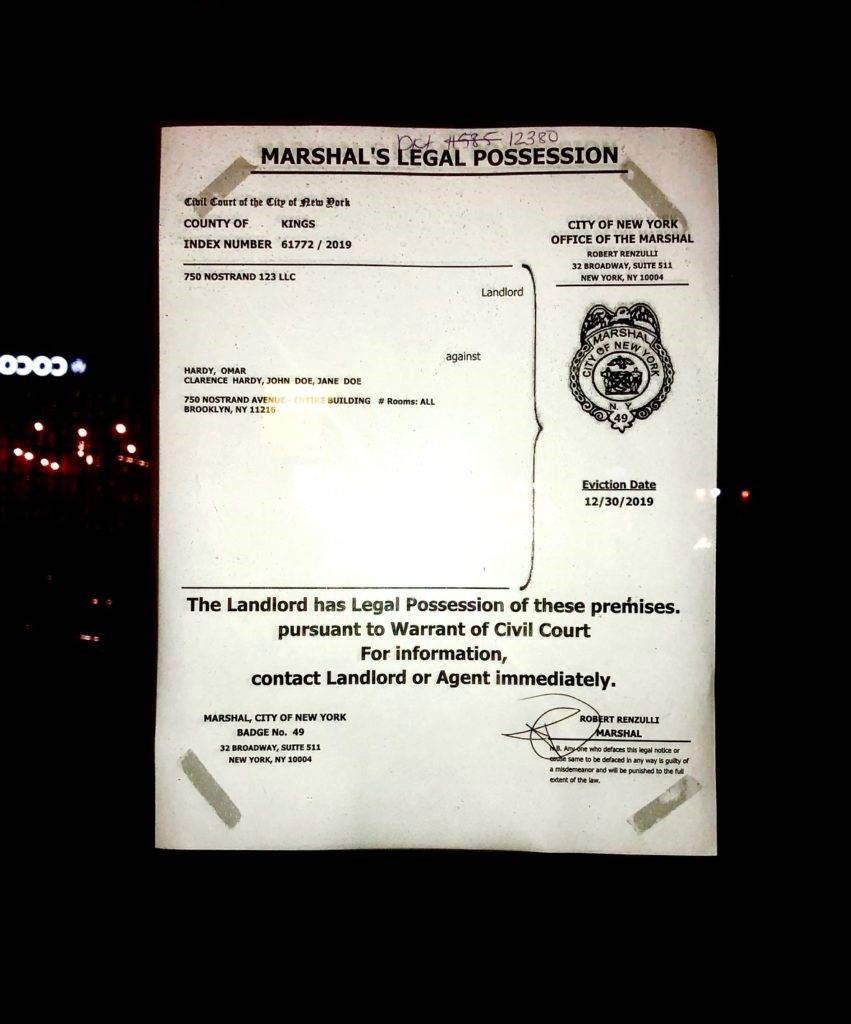 Dkt #585 12380
MARSHAL'S LEGAL POSSESSION
Civil Court of the City of New York
COUNTY OF KINGS
INDEX NUMBER 61772 / 2019
CITY OF NEW YORK
OFFICE OF THE MARSHAL
ROBERT RENZULLI
32 BROADWAY, SUITE 511
NEW YORK, NY 10004
750 NOSTRAND 123 LLC
Landlord
against
HARDY, OMAR
CLARENCE HARDY, JOHN DOE, JANE DOE
750 NOSTRAND AVENUE - ENTIRE BUILDING # Rooms: ALL
BROOKLYN, NY 11216
MARSHAL
CITY OF NEW YORK
N. Y.
49
Eviction Date
12/30/2019
The Landlord has Legal Possession of these premises.
pursuant to Warrant of Civil Court
For information,
contact Landlord or Agent immediately.
MARSHAL, CITY OF NEW YORK
BADGE No. 49
32 BROADWAY, SUITE 511
NEW YORK, NY 10004
ROBERT RENZULLI
MARSHAL
N.B. Any one who defaces this legal notice or
cause same to be defaced in any way is guilty of
a misdemeanor and will be punished to the full
extent of the law.